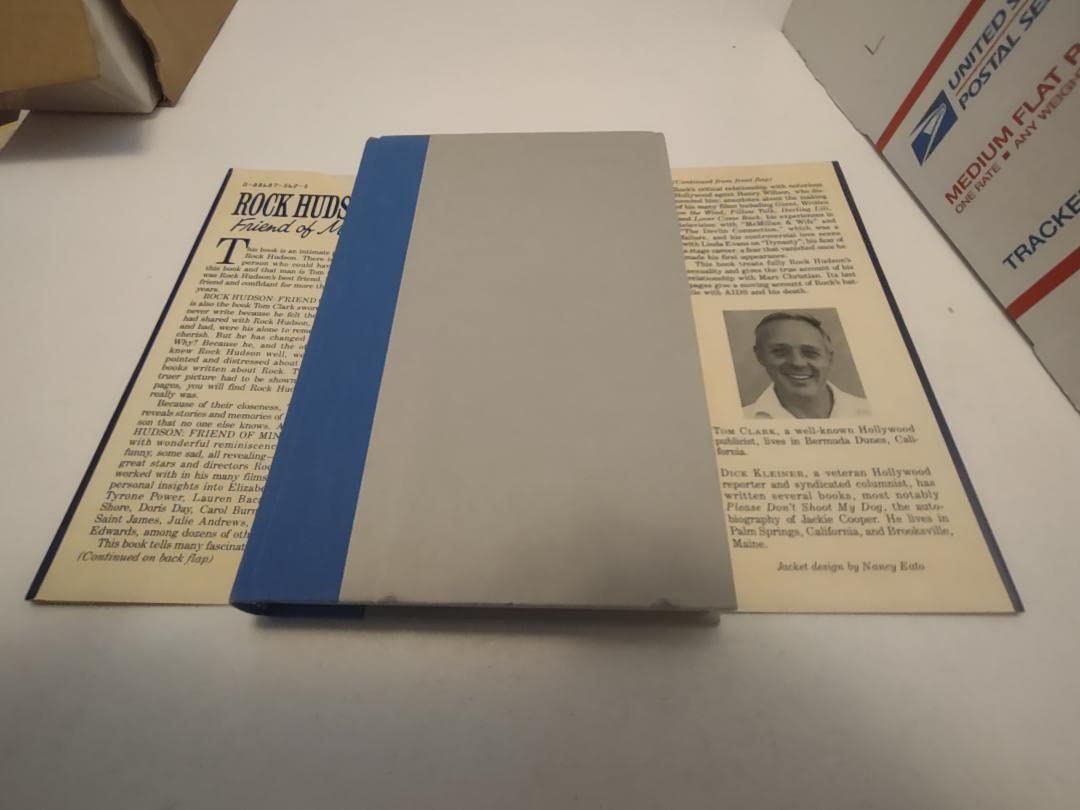 0-88687-362-1
ROCK HUDS
Friend of M
This book is an intimate
Rock Hudson. There i
person who could hav
this book and that man is Tom
was Rock Hudson's best friend
friend and confidant for more th
years.
ROCK HUDSON: FRIEND
is also the book Tom Clark swor
never write because he felt the
had shared with Rock Hudson,
and bad, were his alone to rem
cherish. But he has changed
Why? Because he, and the ot
knew Rock Hudson well, we
pointed and distressed about
books written about Rock. T
truer picture had to be shown
pages, you will find Rock Hud
really was.
Because of their closeness,
reveals stories and memories of
son that no one else knows. A
HUDSON: FRIEND OF MIN
with wonderful reminiscenc
funny, some sad, all revealing—
great stars and directors Roc
worked with in his many films
personal insights into Elizabe
Tyrone Power, Lauren Bac
Shore, Doris Day, Carol Burn
Saint James, Julie Andrews,
Edwards, among dozens of oth
This book tells many fascinat
(Continued on back flap)
(Continued from front flap)
Rock's critical relationship with notorious
Hollywood agent Henry Willson, who dis-
covered him; anecdotes about the making
of his many films including Giant, Written
on the Wind, Pillow Talk, Darling Lili,
and Lover Come Back; his experiences in
television with "McMillan & Wife" and
"The Devlin Connection," which was a
failure, and his controversial love scene
with Linda Evans on "Dynasty"; his fear of
a stage career, a fear that vanished once he
made his first appearance.
This book treats fully Rock Hudson's
sexuality and gives the true account of his
relationship with Marc Christian. Its last
pages give a moving account of Rock's bat-
tle with AIDS and his death.
TOM CLARK, a well-known Hollywood
publicist, lives in Bermuda Dunes, Cali-
fornia.
DICK KLEINER, a veteran Hollywood
reporter and syndicated columnist, has
written several books, most notably
Please Don't Shoot My Dog, the auto-
biography of Jackie Cooper. He lives in
Palm Springs, California, and Brooksville,
Maine.
Jacket design by Nancy Eato
UNITED S
POSTAL SE
MEDIUM FLAT R
ONE RATE ■ ANY WEIGH
TRACKE